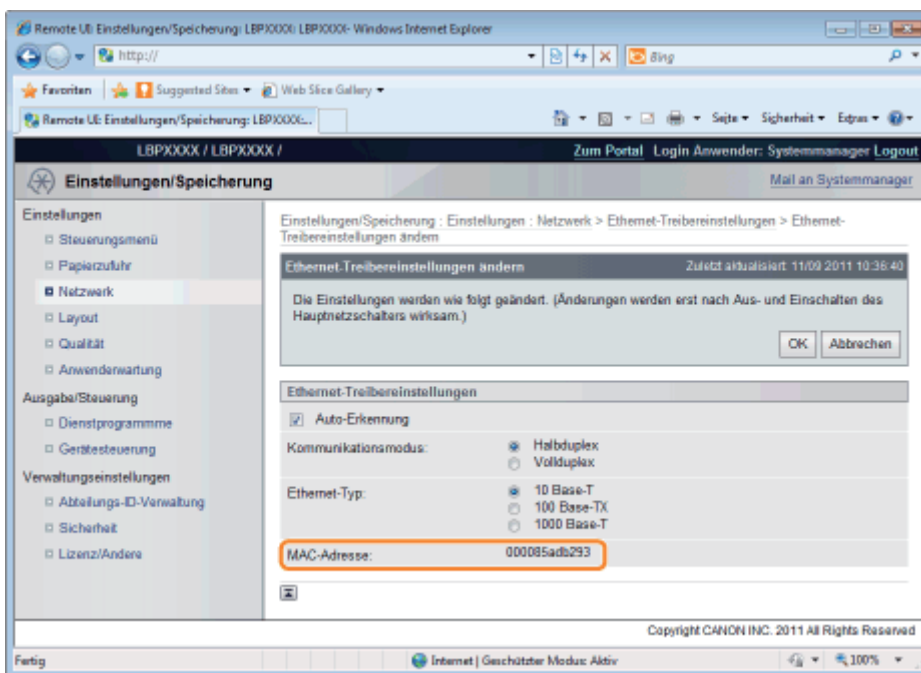 Remote UI: Einstellungen/Speicherung: LBPXXXX: LBPXXXX- Windows Internet Explorer
http://
Bing
Favoriten Suggested Sites Web Slice Gallery
Remote UI: Einstellungen/Speicherung: LBPXXXX:...
Seite Sicherheit Extras
LBPXXXX / LBPXXXX /
Zum Portal Login Anwender: Systemmanager Logout
Einstellungen/Speicherung
Mail an Systemmanager
Einstellungen
Steuerungsmenü
Papierzufuhr
Netzwerk
Layout
Qualität
Anwenderwartung
Ausgabe/Steuerung
Dienstprogrammme
Gerätesteuerung
Verwaltungseinstellungen
Abteilungs-ID-Verwaltung
Sicherheit
Lizenz/Andere
Einstellungen/Speicherung : Einstellungen : Netzwerk > Ethernet-Treibereinstellungen > Ethernet-
Treibereinstellungen ändern
Ethernet-Treibereinstellungen ändern
Zuletzt aktualisiert: 11/09 2011 10:36:40
Die Einstellungen werden wie folgt geändert. (Änderungen werden erst nach Aus- und Einschalten des
Hauptnetzschalters wirksam.)
OK Abbrechen
Ethernet-Treibereinstellungen
Auto-Erkennung
Kommunikationsmodus: Halbduplex
Vollduplex
Ethernet-Typ: 10 Base-T
100 Base-TX
1000 Base-T
MAC-Adresse: 000085adb293
Copyright CANON INC. 2011 All Rights Reserved
Fertig
Internet | Geschützter Modus: Aktiv
100%